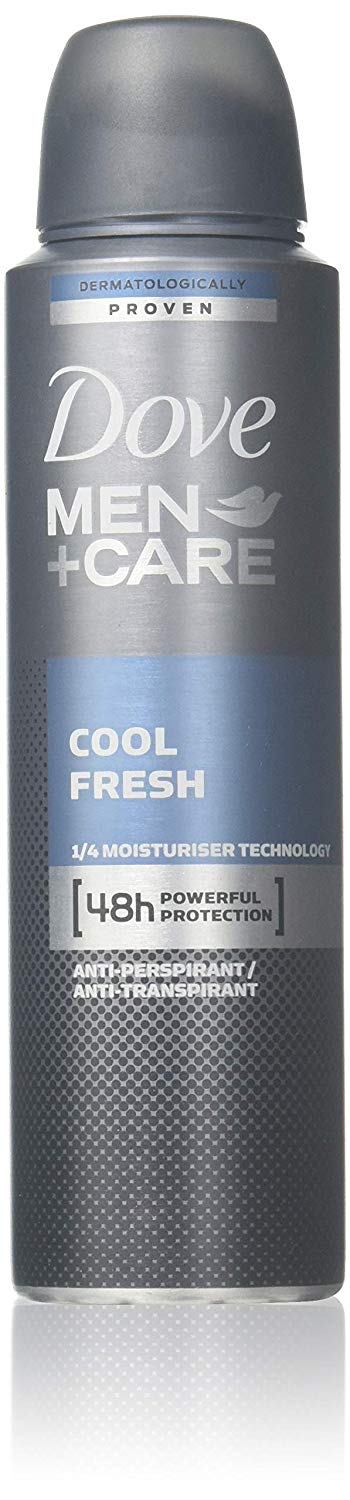 DERMATOLOGICALLY
PROVEN
Dove
MEN
+CARE
COOL
FRESH
1/4 MOISTURISER TECHNOLOGY
[48h POWERFUL
PROTECTION]
ANTI-PERSPIRANT/
ANTI-TRANSPIRANT